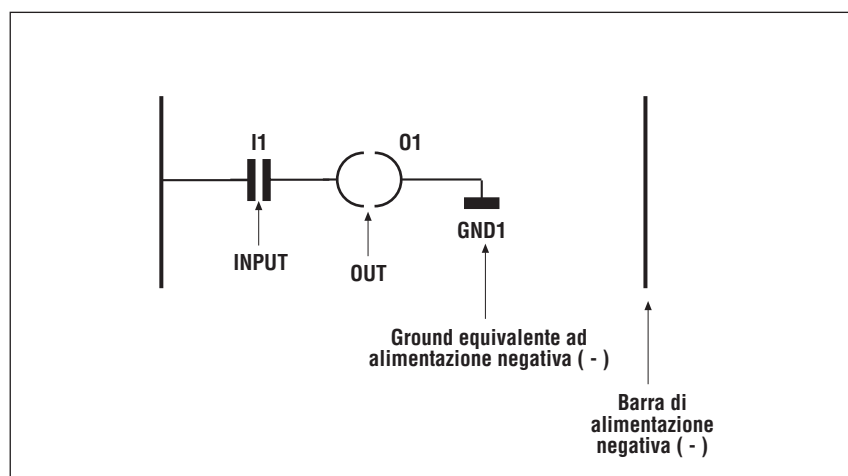 I1
O1
GND1
INPUT
OUT
Ground equivalente ad
alimentazione negativa ( - )
Barra di
alimentazione
negativa ( - )